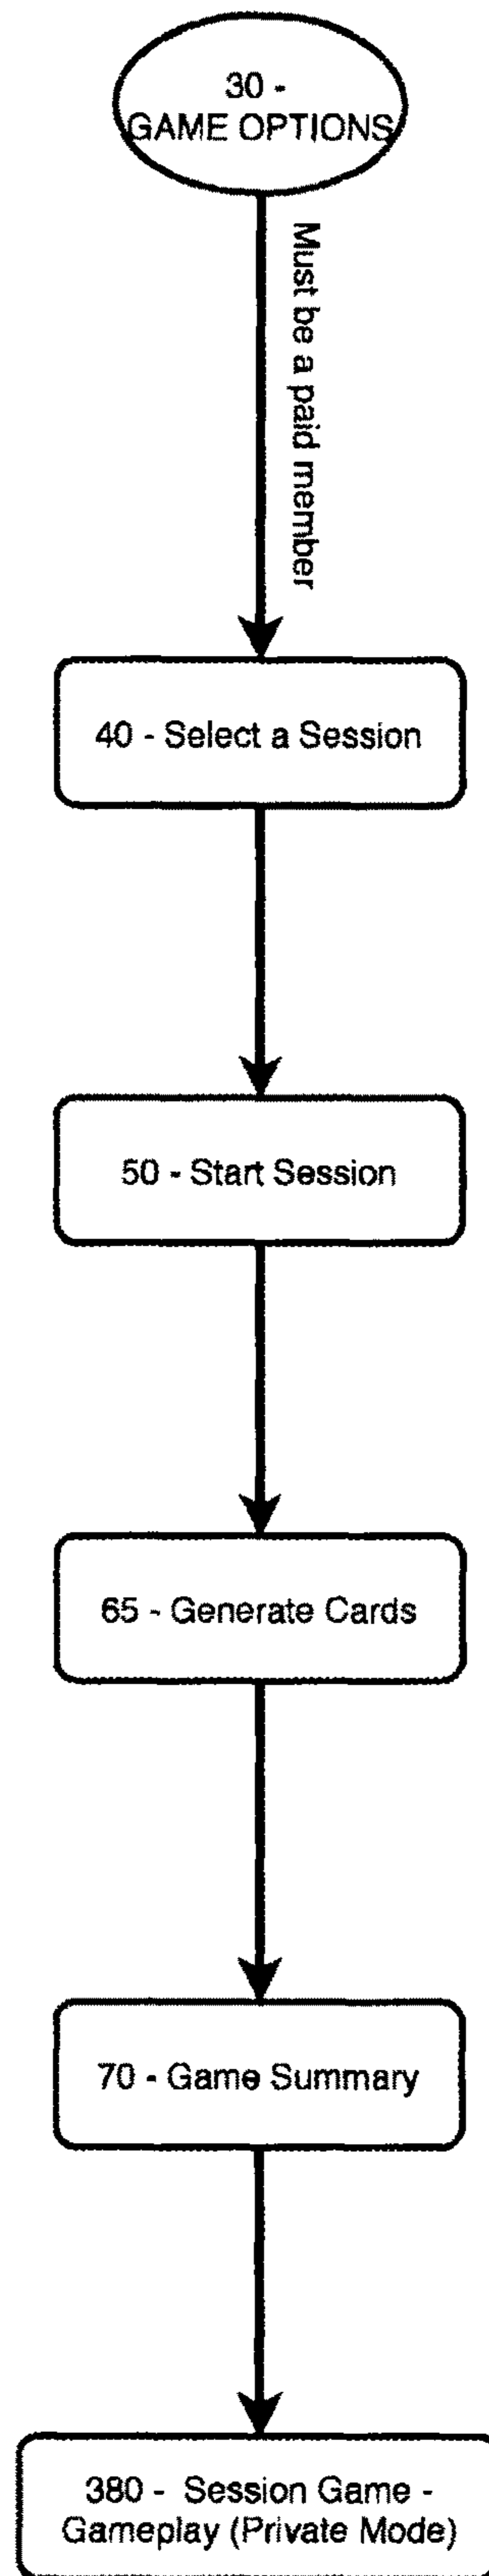 30 -
GAME OPTIONS
Must be a paid member
40 - Select a Session
50 - Start Session
65 - Generate Cards
70 - Game Summary
380 - Session Game -
Gameplay (Private Mode)